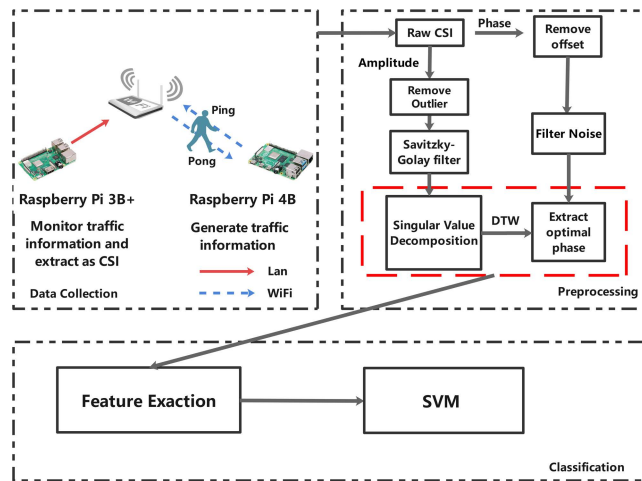 Ping
Pong
Raspberry Pi 3B+
Raspberry Pi 4B
Monitor traffic
information and
extract as CSI
Generate traffic
information
Lan
WiFi
Data Collection
Raw CSI
Phase
Remove
offset
Amplitude
Remove
Outlier
Savitzky-
Golay filter
Filter Noise
Singular Value
Decomposition
DTW
Extract
optimal
phase
Preprocessing
Feature Exaction
SVM
Classification